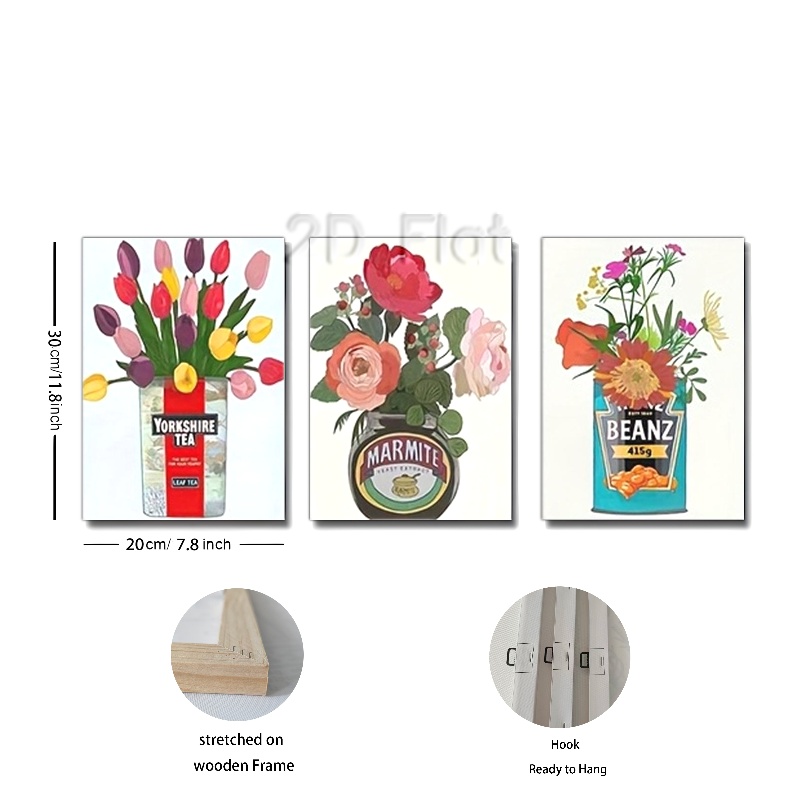 2D Flat
30cm/11.8inch
YORKSHIRE
TEA
LEAF TEA
MARMITE
YEAST EXTRACT
BEANZ
415g
20cm/ 7.8 inch
stretched on
wooden Frame
Hook
Ready to Hang